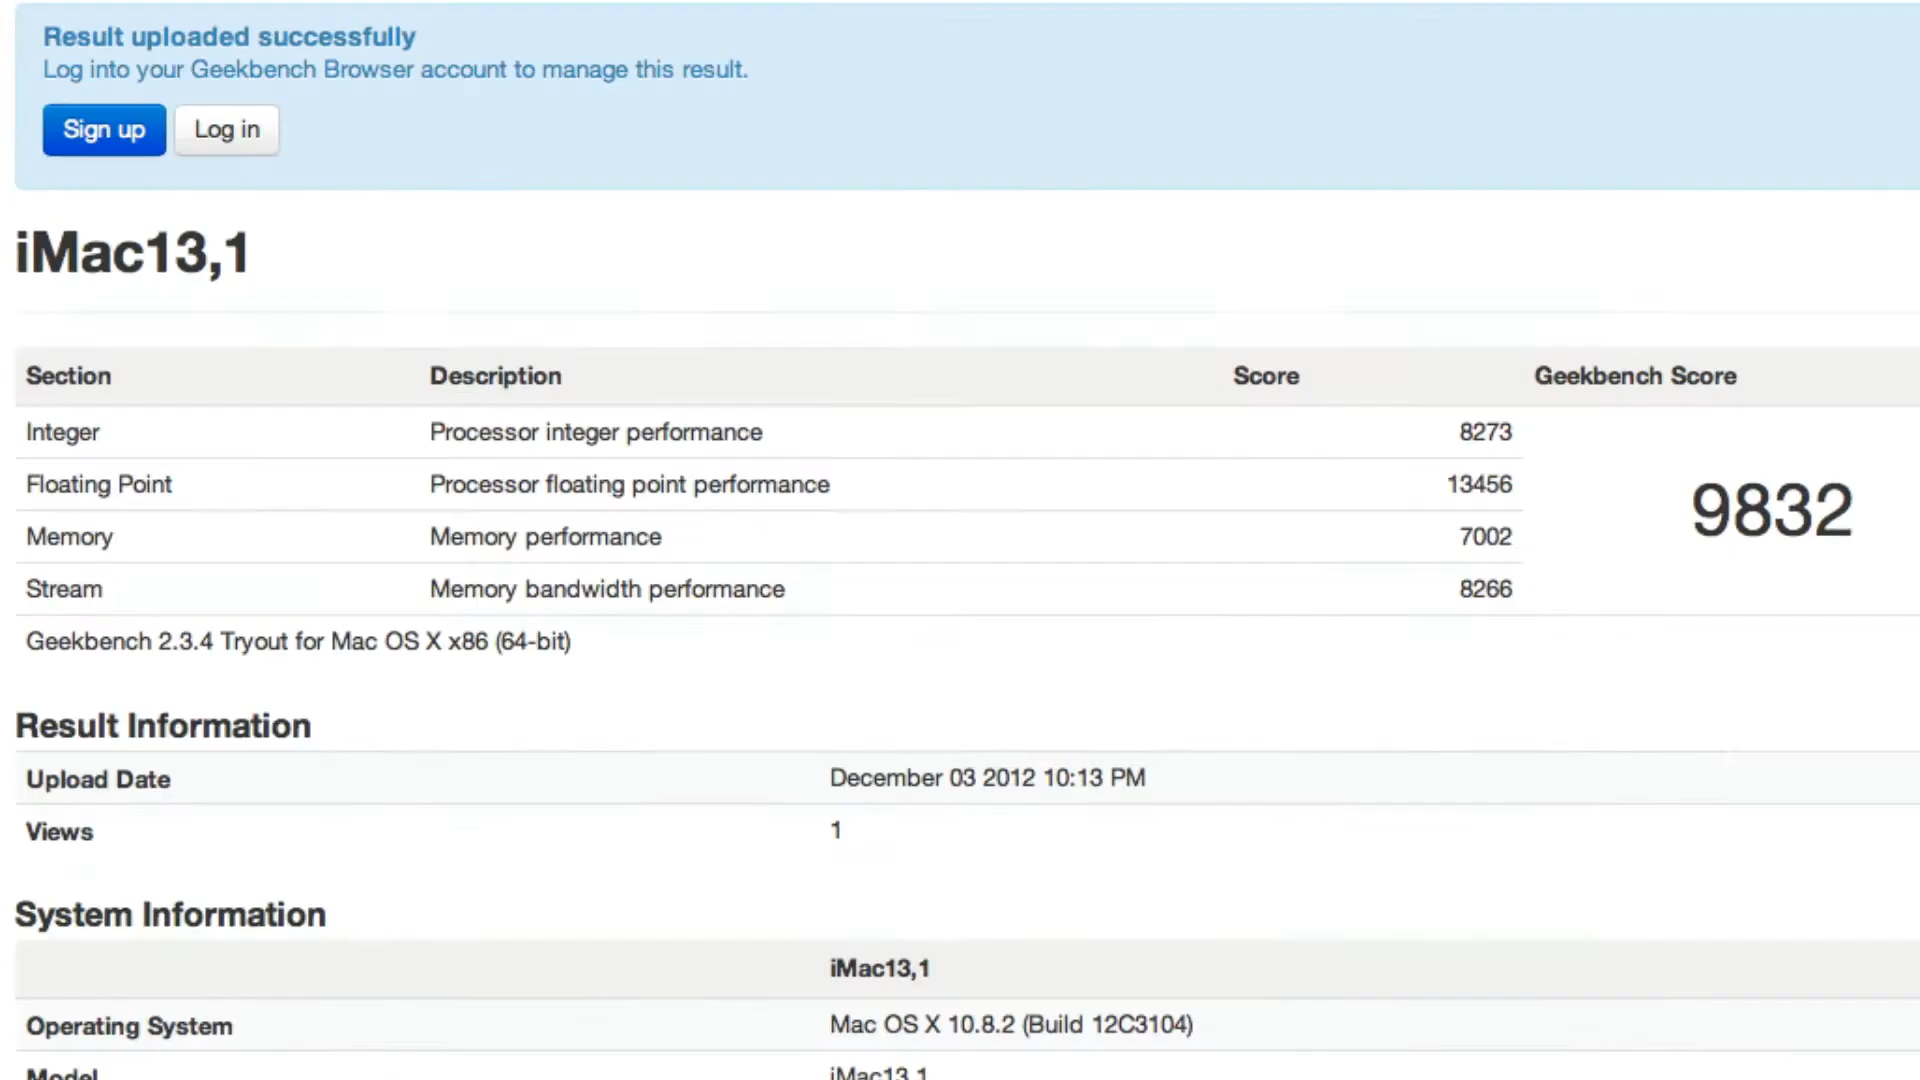 Result uploaded successfully
Log into your Geekbench Browser account to manage this result.
Sign up Log in
iMac13,1
Section Description Score Geekbench Score
Integer Processor integer performance 8273
Floating Point Processor floating point performance 13456
9832
Memory Memory performance 7002
Stream Memory bandwidth performance 8266
Geekbench 2.3.4 Tryout for Mac OS X x86 (64-bit)
Result Information
Upload Date December 03 2012 10:13 PM
Views 1
System Information
iMac13,1
Operating System Mac OS X 10.8.2 (Build 12C3104)
Model iMac13,1